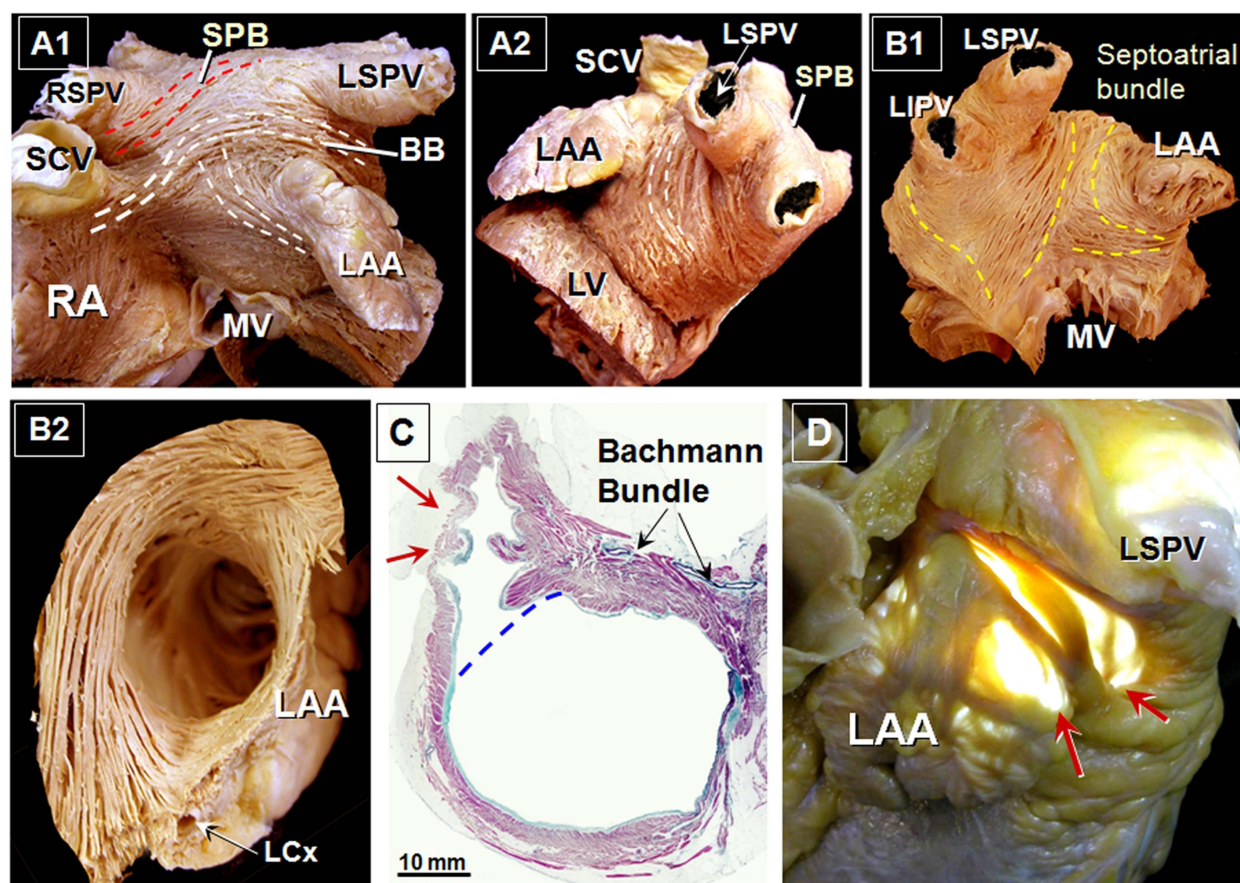 A1
SPB
RSPV
LSPV
SCV
BB
LAA
RA
MV
A2
LSPV
SCV
SPB
LAA
LV
B1
LSPV
Septoatrial
bundle
LIPV
LAA
MV
B2
LAA
LCx
C
Bachmann
Bundle
10 mm
D
LSPV
LAA